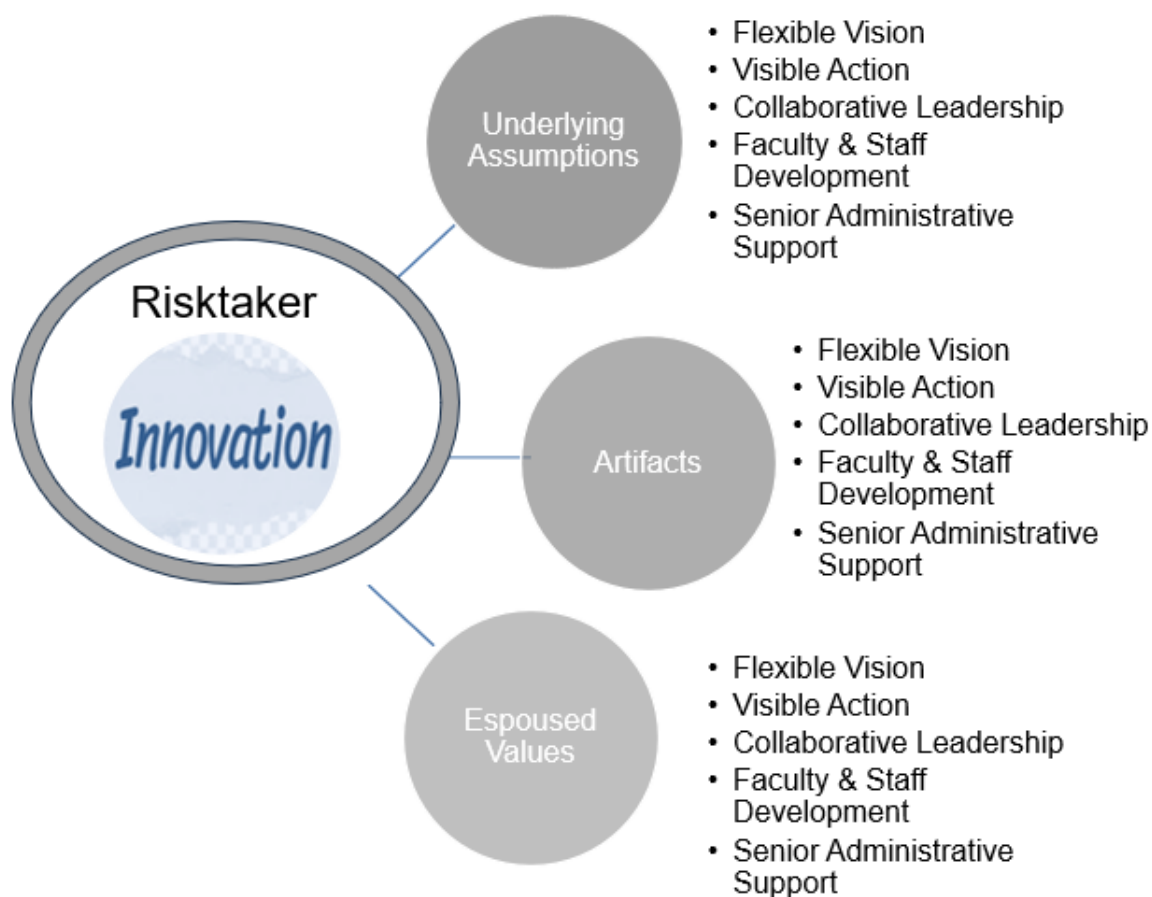 Risktaker
Innovation
Underlying
Assumptions
• Flexible Vision
• Visible Action
• Collaborative Leadership
• Faculty & Staff
Development
• Senior Administrative
Support
Artifacts
• Flexible Vision
• Visible Action
• Collaborative Leadership
• Faculty & Staff
Development
• Senior Administrative
Support
Espoused
Values
• Flexible Vision
• Visible Action
• Collaborative Leadership
• Faculty & Staff
Development
• Senior Administrative
Support